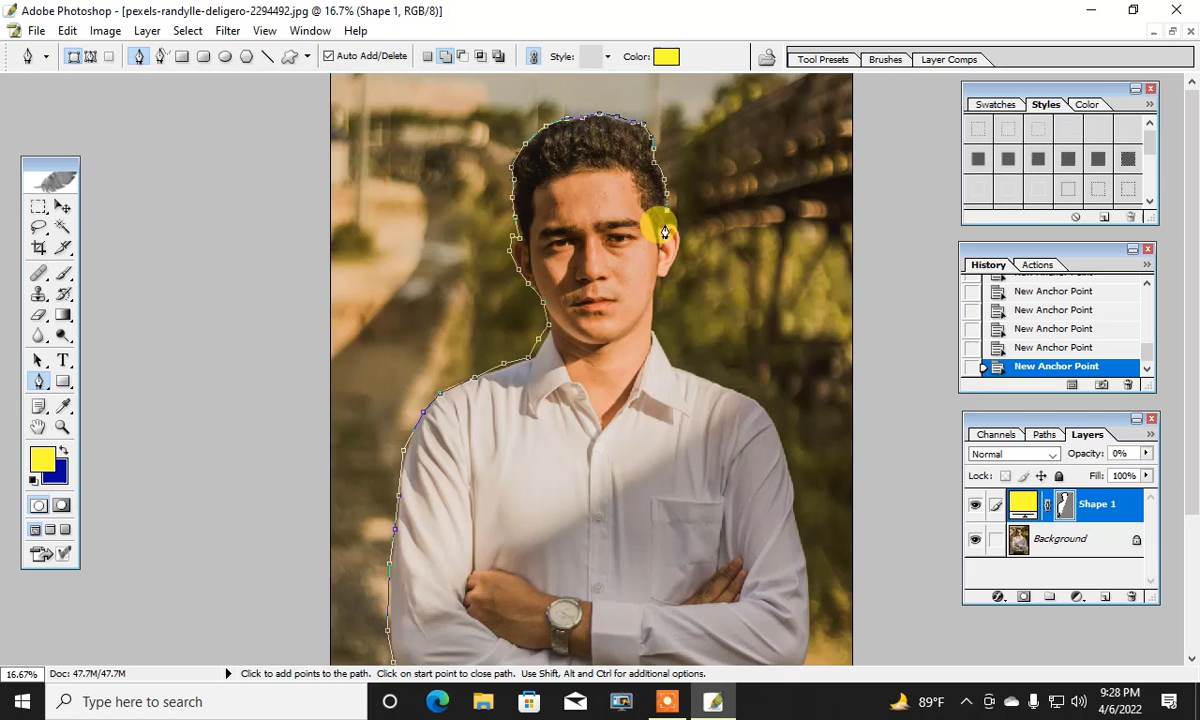 Adobe Photoshop - [pexels-randylle-deligero-2294492.jpg @ 16.7% (Shape 1, RGB/8)]
File Edit Image Layer Select Filter View Window Help
Auto Add/Delete Style: Color: Tool Presets Brushes Layer Comps
Swatches Styles Color
History Actions
New Anchor Point
New Anchor Point
New Anchor Point
New Anchor Point
New Anchor Point
Channels Paths Layers
Normal Opacity: 0%
Lock: Fill: 100%
Shape 1
Background
T
16.67% Doc: 47.7M/47.7M Click to add points to the path. Click on start point to close path. Use Shift, Alt and Ctrl for additional options.
Type here to search 89°F 9:28 PM
4/6/2022